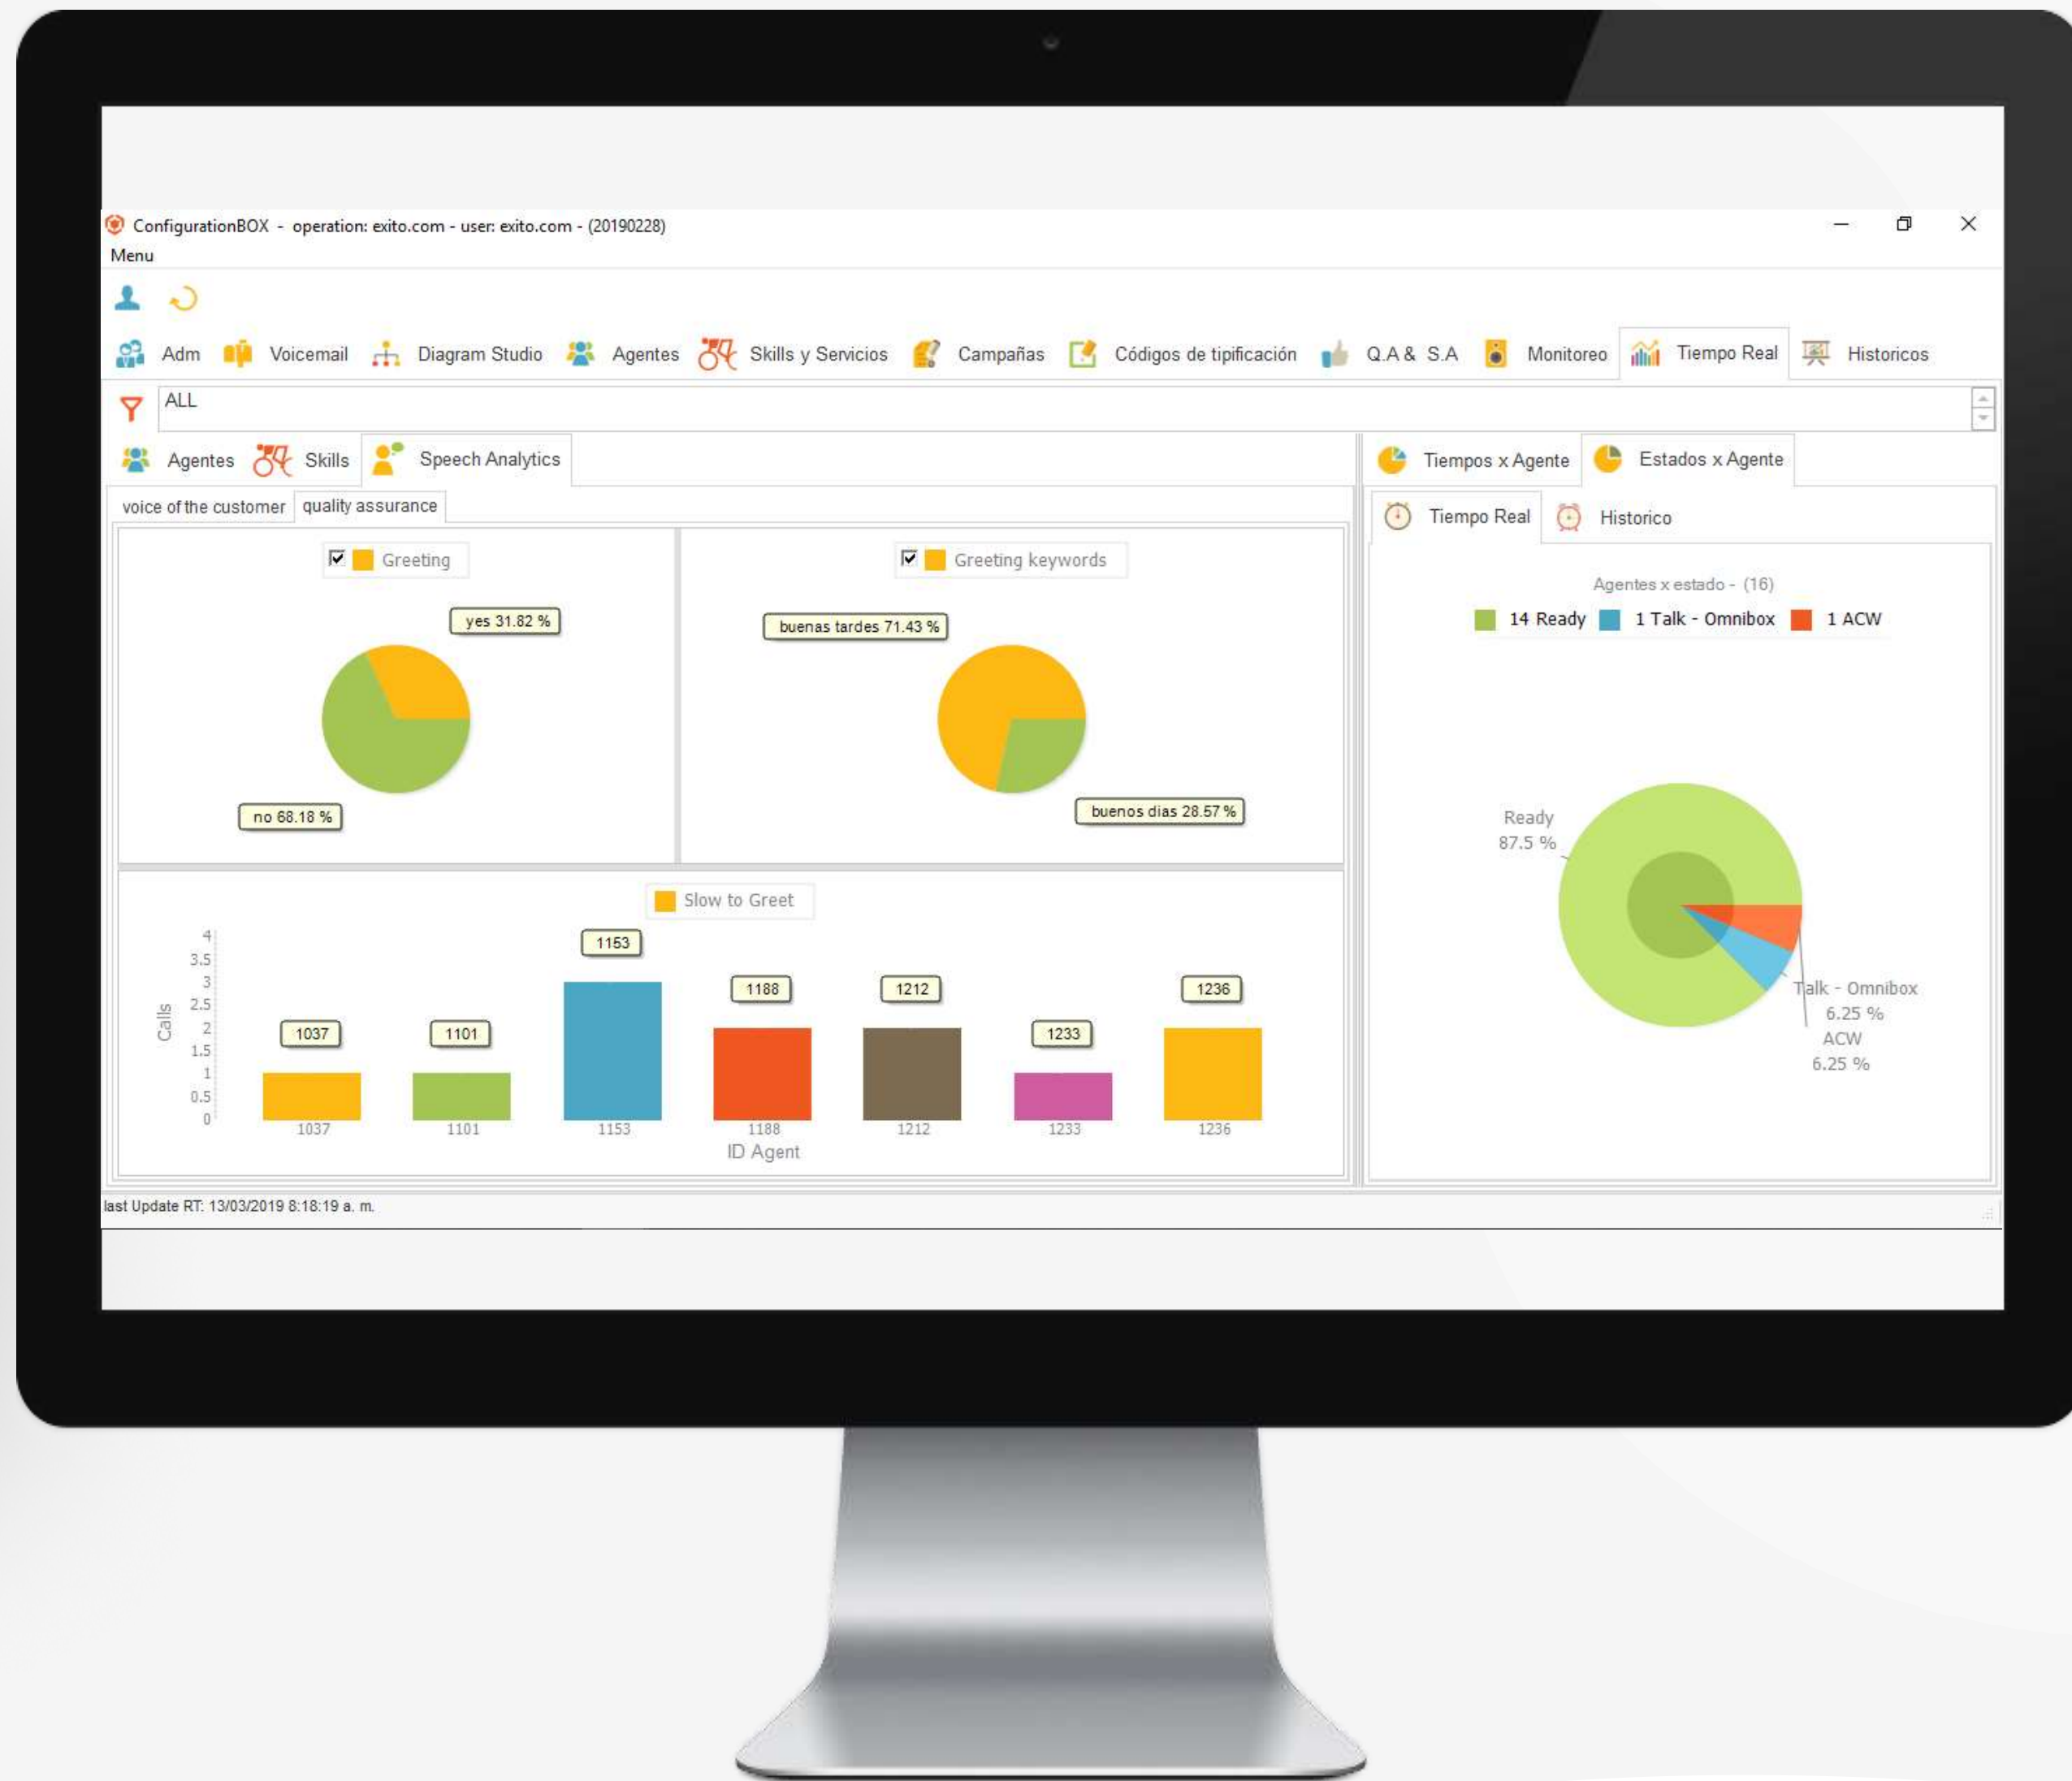 ConfigurationBOX - operation: exito.com - user: exito.com - (20190228)
Menu
Adm Voicemail Diagram Studio Agentes Skills y Servicios Campañas Códigos de tipificación Q.A & S.A Monitoreo Tiempo Real Historicos
ALL
Agentes Skills Speech Analytics
voice of the customer quality assurance
Greeting
yes 31.82 %
no 68.18 %
Greeting keywords
buenas tardes 71.43 %
buenos dias 28.57 %
Slow to Greet
Calls
4
3.5
3
2.5
2
1.5
1
0.5
0
1037 1101 1153 1188 1212 1233 1236
1037 1101 1153 1188 1212 1233 1236
ID Agent
Tiempos x Agente Estados x Agente
Tiempo Real Historico
Agentes x estado - (16)
14 Ready 1 Talk - Omnibox 1 ACW
Ready
87.5 %
Talk - Omnibox
6.25 %
ACW
6.25 %
last Update RT: 13/03/2019 8:18:19 a. m.